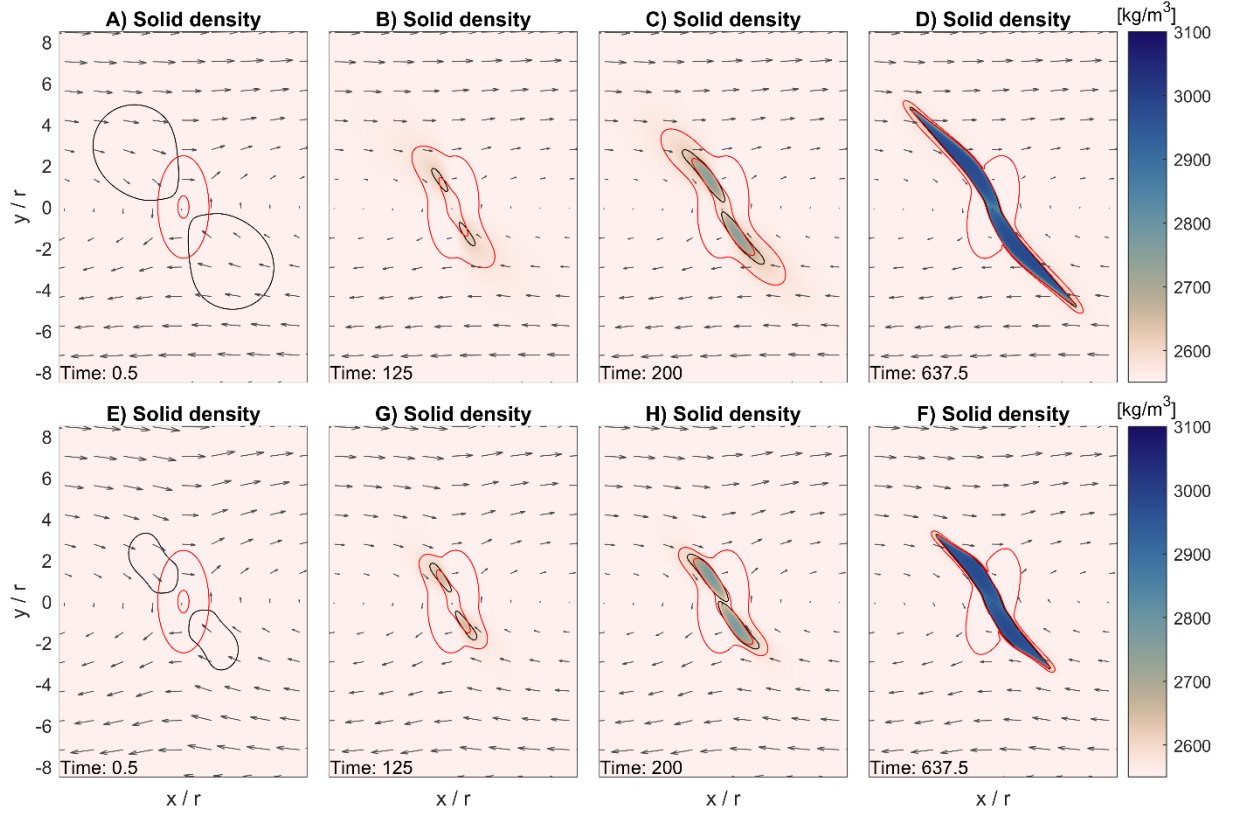 A) Solid density
B) Solid density
C) Solid density
D) Solid density
[kg/m³]
8
6
4
2
0
-2
-4
-6
-8
y / r
Time: 0.5
Time: 125
Time: 200
Time: 637.5
3100
3000
2900
2800
2700
2600
E) Solid density
G) Solid density
H) Solid density
F) Solid density
[kg/m³]
8
6
4
2
0
-2
-4
-6
-8
y / r
Time: 0.5
Time: 125
Time: 200
Time: 637.5
3100
3000
2900
2800
2700
2600
x / r
x / r
x / r
x / r